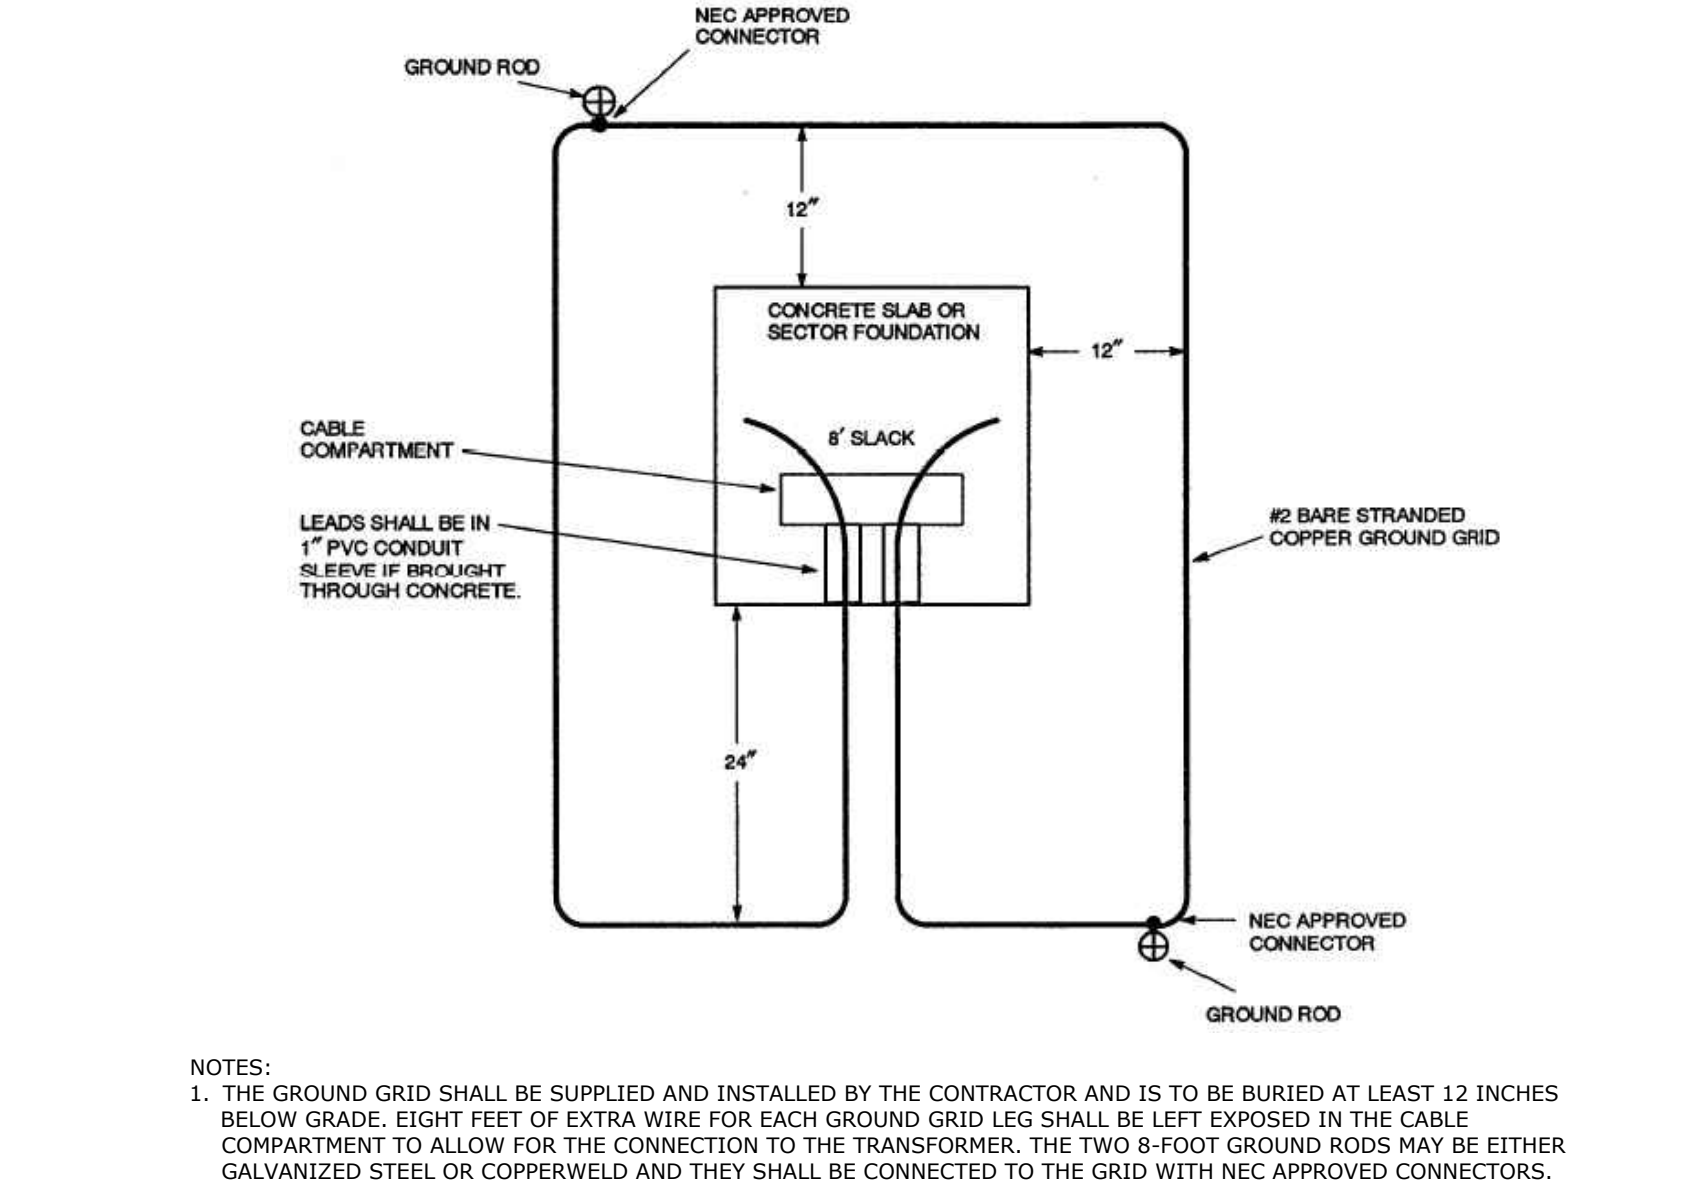 NEC APPROVED
CONNECTOR
GROUND ROD
12"
CONCRETE SLAB OR
SECTOR FOUNDATION
12"
CABLE
COMPARTMENT
8' SLACK
LEADS SHALL BE IN
1" PVC CONDUIT
SLEEVE IF BROUGHT
THROUGH CONCRETE.
#2 BARE STRANDED
COPPER GROUND GRID
24"
NEC APPROVED
CONNECTOR
GROUND ROD
NOTES:
1. THE GROUND GRID SHALL BE SUPPLIED AND INSTALLED BY THE CONTRACTOR AND IS TO BE BURIED AT LEAST 12 INCHES
BELOW GRADE. EIGHT FEET OF EXTRA WIRE FOR EACH GROUND GRID LEG SHALL BE LEFT EXPOSED IN THE CABLE
COMPARTMENT TO ALLOW FOR THE CONNECTION TO THE TRANSFORMER. THE TWO 8-FOOT GROUND RODS MAY BE EITHER
GALVANIZED STEEL OR COPPERWELD AND THEY SHALL BE CONNECTED TO THE GRID WITH NEC APPROVED CONNECTORS.